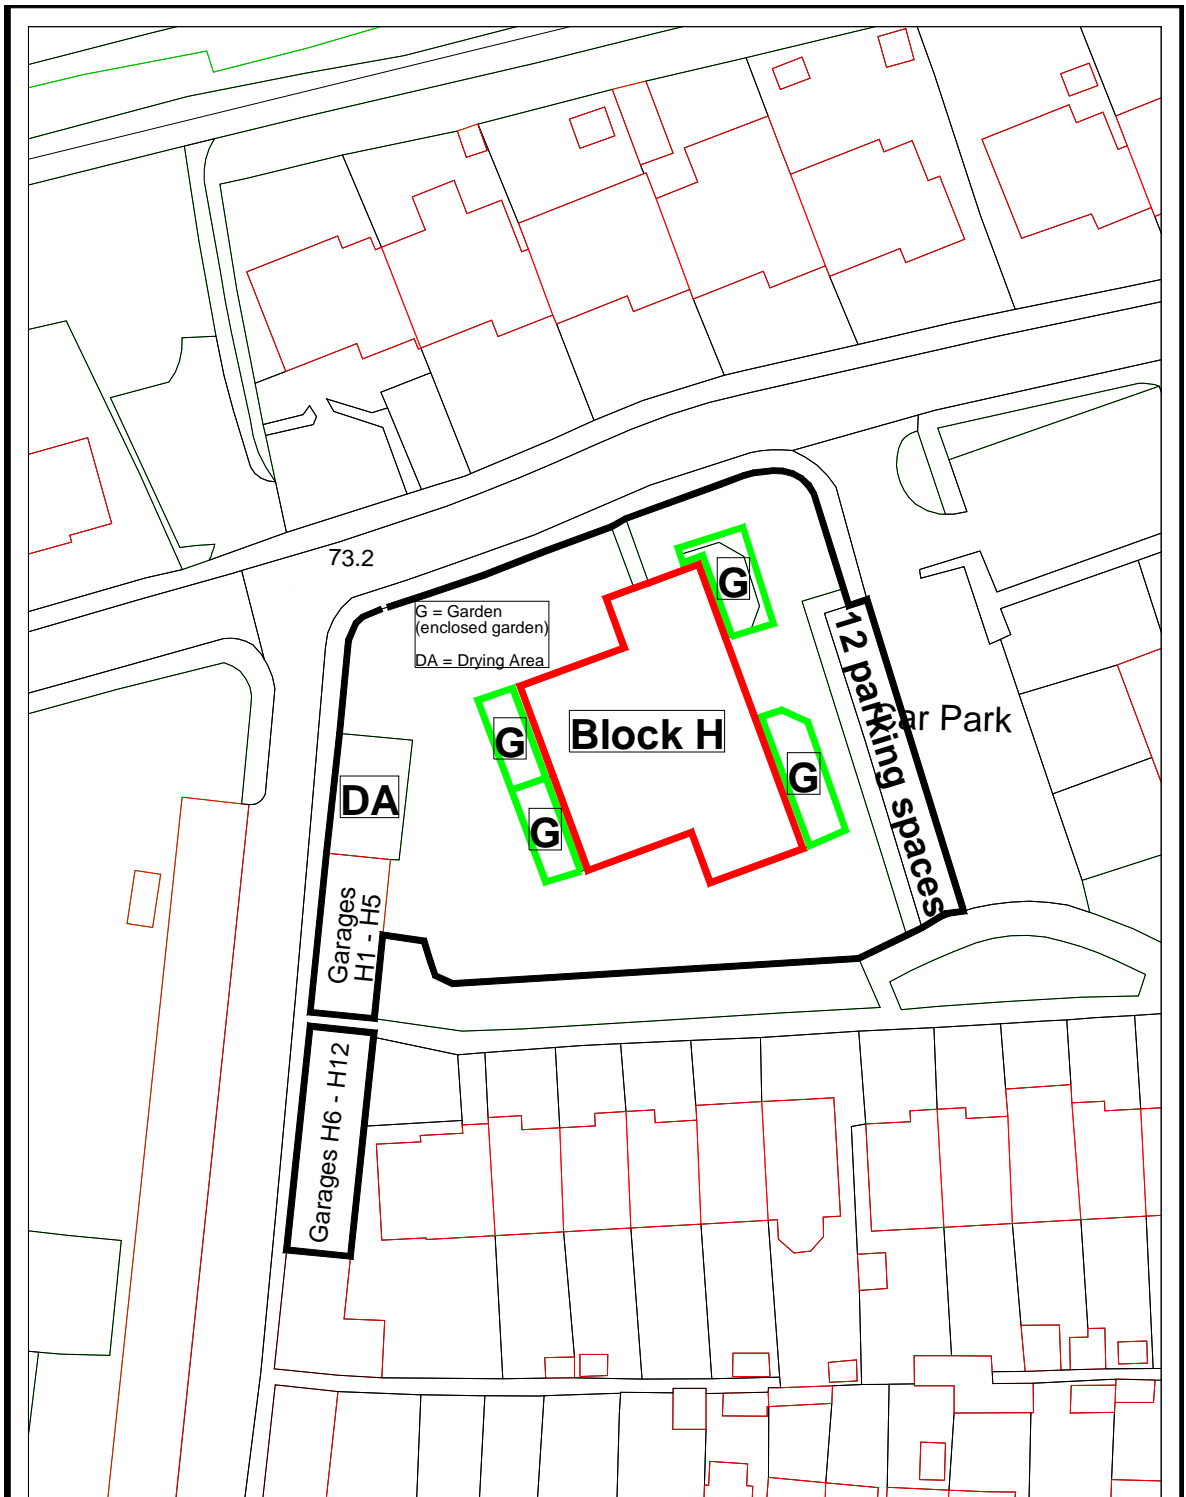 73.2
G = Garden
(enclosed garden)
DA = Drying Area
G
12 parking spaces
Car Park
G
Block H
G
DA
G
Garages
H1 - H5
Garages H6 - H12